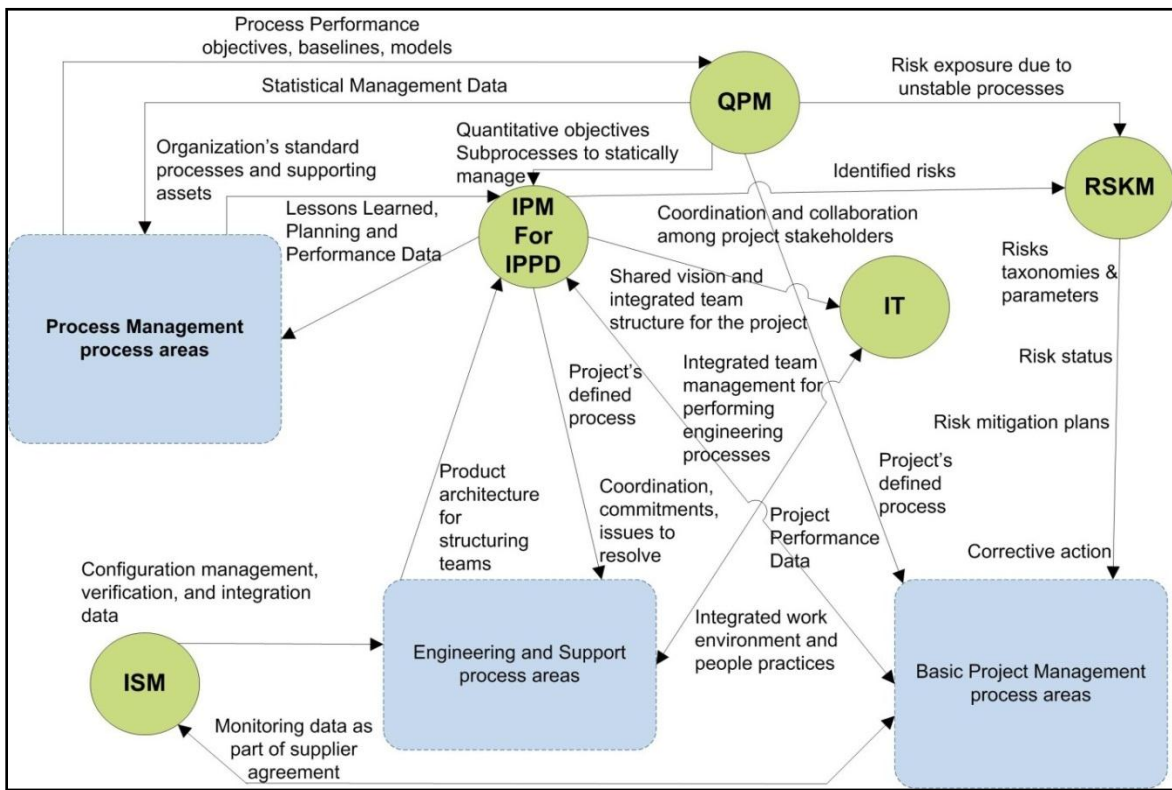 Process Performance
objectives, baselines, models
Statistical Management Data
QPM
Risk exposure due to
unstable processes
Organization's standard
processes and supporting
assets
Quantitative objectives
Subprocesses to statically
manage
Identified risks
RSKM
Lessons Learned,
Planning and
Performance Data
IPM
For
IPPD
Coordination and collaboration
among project stakeholders
Risks
taxonomies &
parameters
Shared vision and
integrated team
structure for the project
IT
Process Management
process areas
Project's
defined
process
Integrated team
management for
performing
engineering
processes
Risk status
Risk mitigation plans
Product
architecture
for
structuring
teams
Coordination,
commitments,
issues to
resolve
Project
Performance
Data
Project's
defined
process
Corrective action
Configuration management,
verification, and integration
data
Engineering and Support
process areas
Integrated work
environment and
people practices
Basic Project Management
process areas
ISM
Monitoring data as
part of supplier
agreement